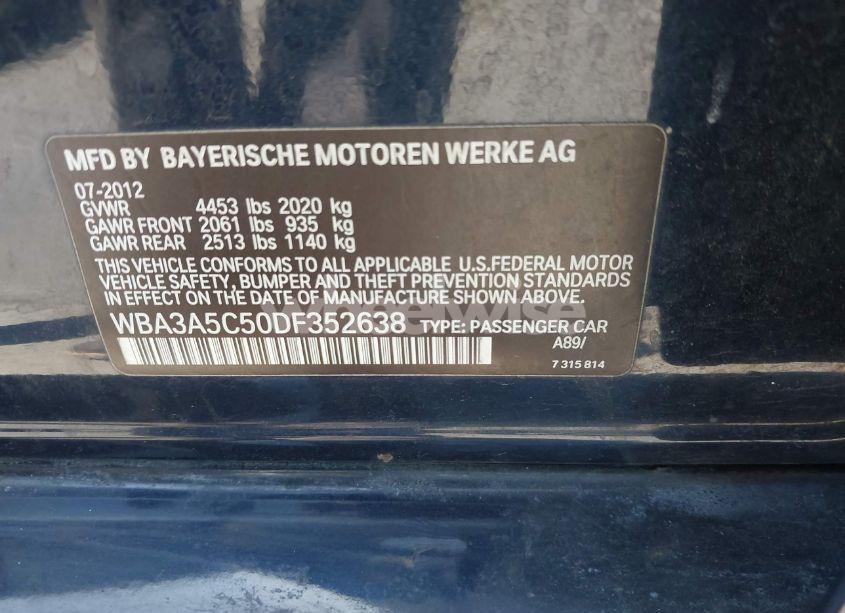 MFD BY BAYERISCHE MOTOREN WERKE AG
07-2012
GVWR 4453 lbs 2020 kg
GAWR FRONT 2061 lbs 935 kg
GAWR REAR 2513 lbs 1140 kg
THIS VEHICLE CONFORMS TO ALL APPLICABLE U.S.FEDERAL MOTOR
VEHICLE SAFETY, BUMPER AND THEFT PREVENTION STANDARDS
IN EFFECT ON THE DATE OF MANUFACTURE SHOWN ABOVE.
WBA3A5C50DF352638 TYPE: PASSENGER CAR
A89/
7 315 814